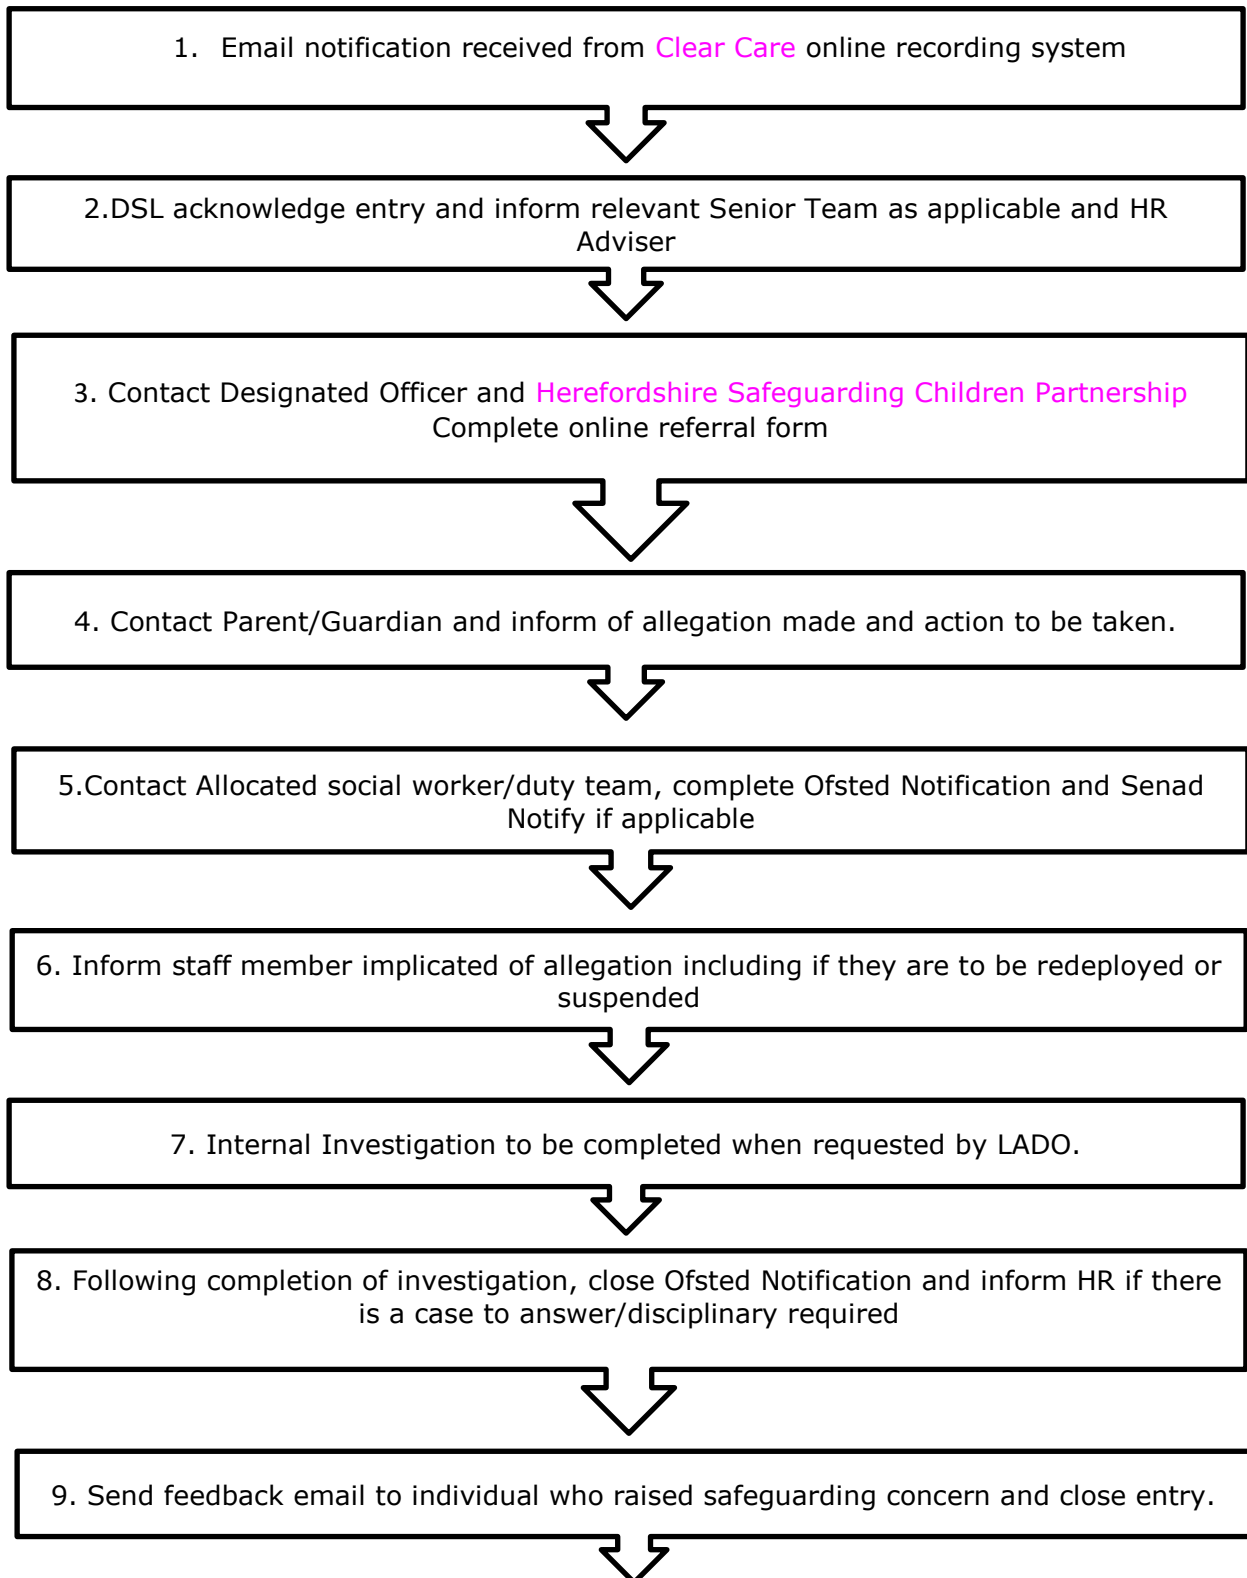 1. Email notification received from Clear Care online recording system
2.DSL acknowledge entry and inform relevant Senior Team as applicable and HR
Adviser
3. Contact Designated Officer and Herefordshire Safeguarding Children Partnership
Complete online referral form
4. Contact Parent/Guardian and inform of allegation made and action to be taken.
5.Contact Allocated social worker/duty team, complete Ofsted Notification and Senad
Notify if applicable
6. Inform staff member implicated of allegation including if they are to be redeployed or
suspended
7. Internal Investigation to be completed when requested by LADO.
8. Following completion of investigation, close Ofsted Notification and inform HR if there
is a case to answer/disciplinary required
9. Send feedback email to individual who raised safeguarding concern and close entry.